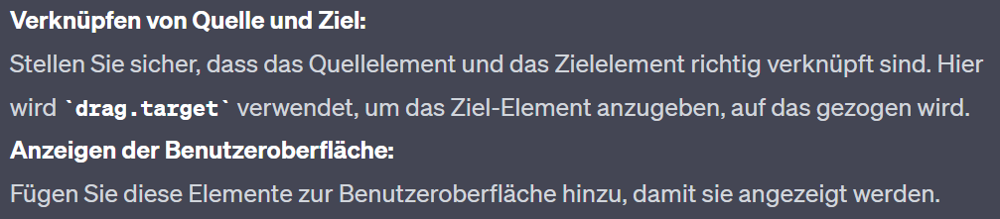 Verknüpfen von Quelle und Ziel:
Stellen Sie sicher, dass das Quellelement und das Zielelement richtig verknüpft sind. Hier
wird `drag.target` verwendet, um das Ziel-Element anzugeben, auf das gezogen wird.
Anzeigen der Benutzeroberfläche:
Fügen Sie diese Elemente zur Benutzeroberfläche hinzu, damit sie angezeigt werden.